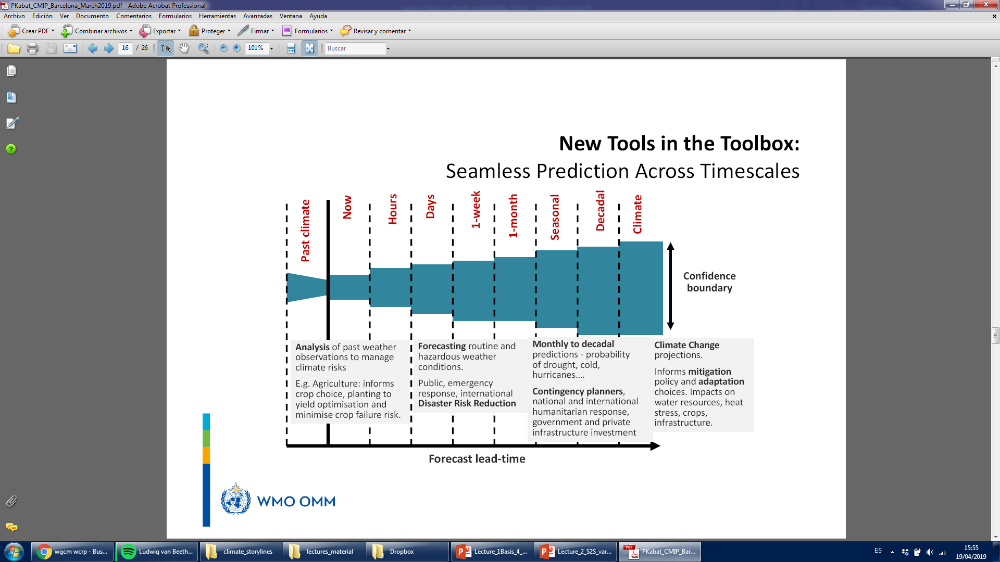 PKabat_CMIP_Barcelona_March2019.pdf - Adobe Acrobat Professional
Archivo Edición Ver Documento Comentarios Formularios Herramientas Avanzadas Ventana Ayuda
Crear PDF Combinar archivos Exportar Proteger Firmar Formularios Revisar y comentar
16 / 26 101% Buscar
New Tools in the Toolbox:
Seamless Prediction Across Timescales
Past climate
Now
Hours
Days
1-week
1-month
Seasonal
Decadal
Climate
Confidence
boundary
Analysis of past weather
observations to manage
climate risks
E.g. Agriculture: informs
crop choice, planting to
yield optimisation and
minimise crop failure risk.
Forecasting routine and
hazardous weather
conditions.
Public, emergency
response, international
Disaster Risk Reduction
Monthly to decadal
predictions - probability
of drought, cold,
hurricanes....
Contingency planners,
national and international
humanitarian response,
government and private
infrastructure investment
Climate Change
projections.
Informs mitigation
policy and adaptation
choices. Impacts on
water resources, heat
stress, crops,
infrastructure.
Forecast lead-time
WMO OMM
wgcm wcrp - Bus...
Ludwig van Beeth...
climate_storylines
lectures_material
Dropbox
Lecture_1Basis_4_...
Lecture_2_S2S_var...
PDF
PKabat_CMIP_Bar...
ES
15:55
19/04/2019